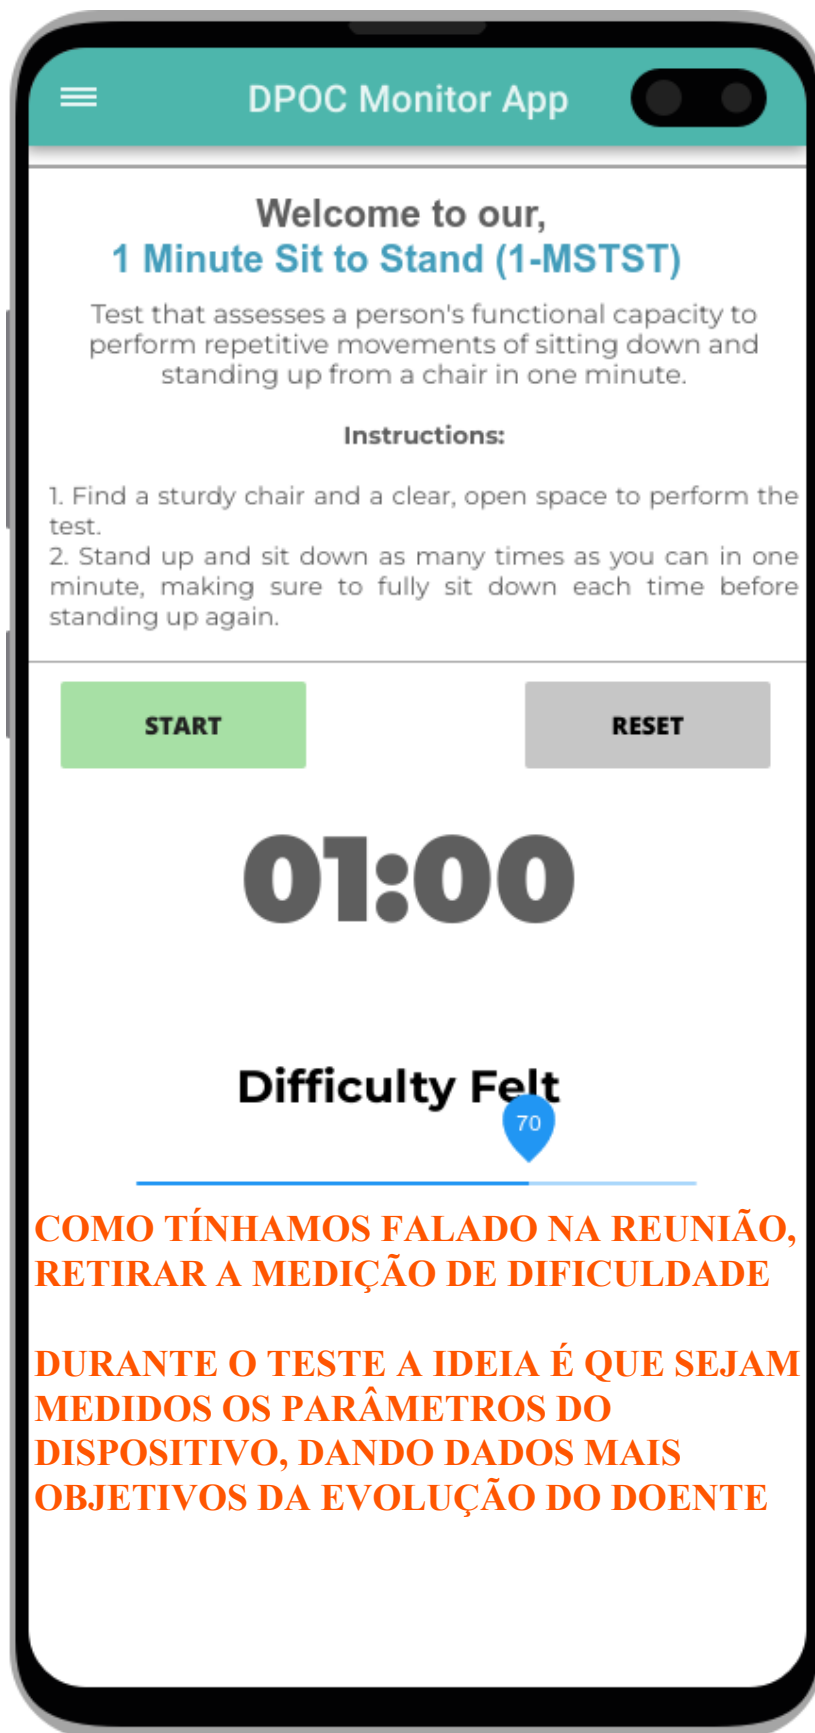 DPOC Monitor App
Welcome to our,
1 Minute Sit to Stand (1-MSTST)
Test that assesses a person's functional capacity to
perform repetitive movements of sitting down and
standing up from a chair in one minute.
Instructions:
1. Find a sturdy chair and a clear, open space to perform the
test.
2. Stand up and sit down as many times as you can in one
minute, making sure to fully sit down each time before
standing up again.
START RESET
01:00
Difficulty Felt
70
COMO TÍNHAMOS FALADO NA REUNIÃO,
RETIRAR A MEDIÇÃO DE DIFICULDADE
DURANTE O TESTE A IDEIA É QUE SEJAM
MEDIDOS OS PARÂMETROS DO
DISPOSITIVO, DANDO DADOS MAIS
OBJETIVOS DA EVOLUÇÃO DO DOENTE